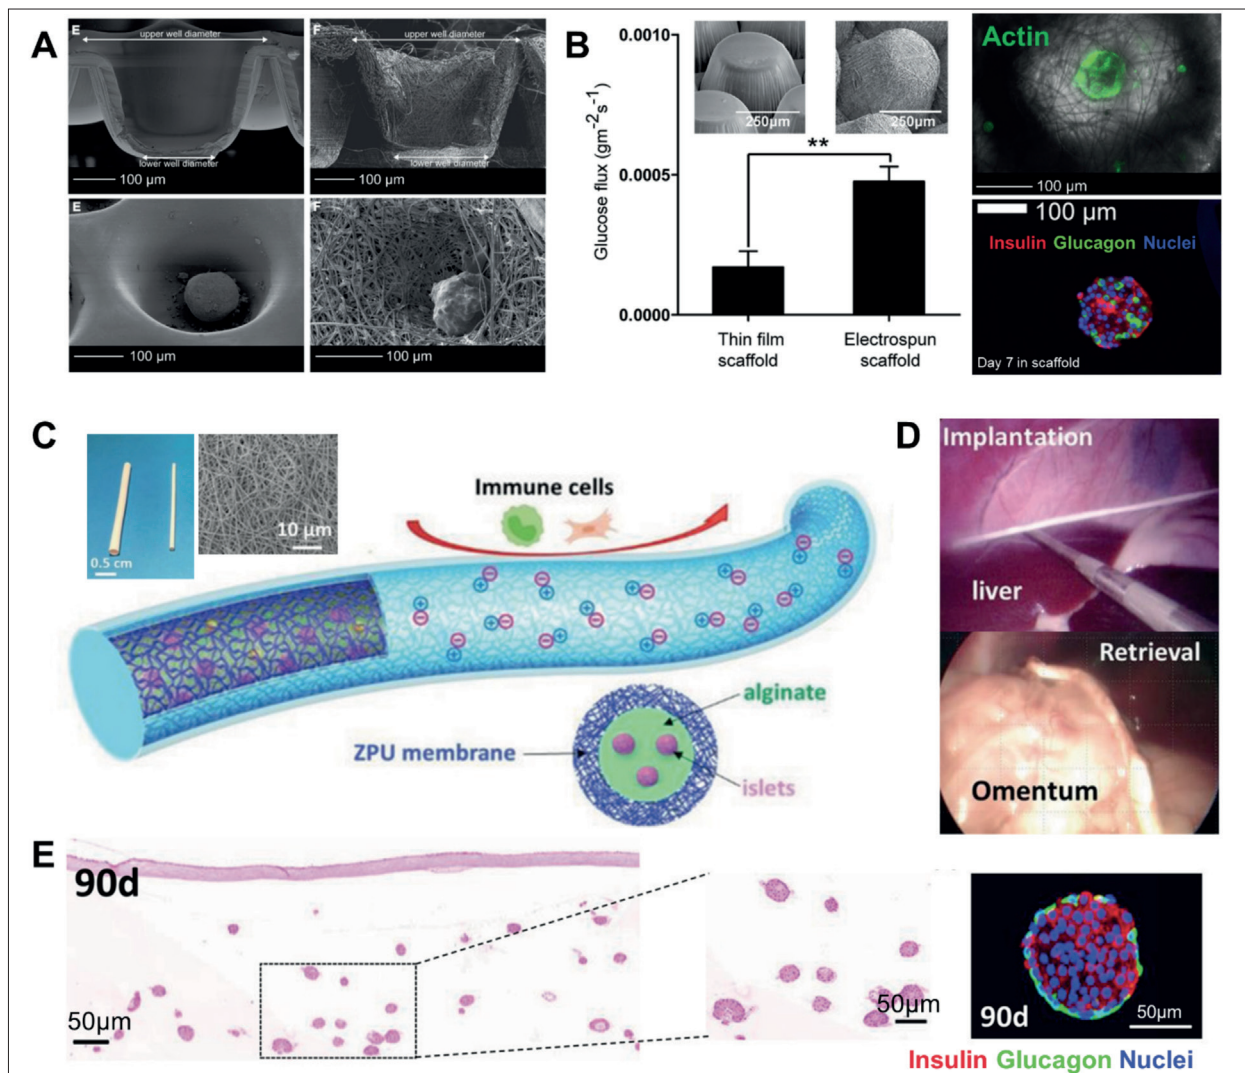 A
E
upper well diameter
lower well diameter
100 µm
F
upper well diameter
lower well diameter
100 µm
E
100 µm
F
100 µm
B
0.0010
0.0005
0.0000
Glucose flux (gm⁻²s⁻¹)
250µm
250µm
**
Thin film
scaffold
Electrospun
scaffold
Actin
100 µm
100 µm
Insulin Glucagon Nuclei
Day 7 in scaffold
C
0.5 cm
10 µm
Immune cells
alginate
ZPU membrane
islets
D
Implantation
liver
Retrieval
Omentum
E
90d
50µm
50µm
90d
50µm
Insulin Glucagon Nuclei